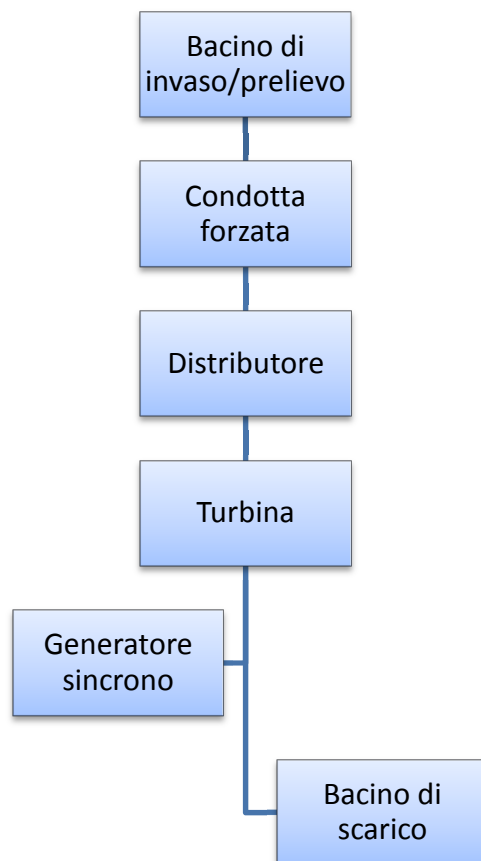 Bacino di
invaso/prelievo
Condotta
forzata
Distributore
Turbina
Generatore
sincrono
Bacino di
scarico